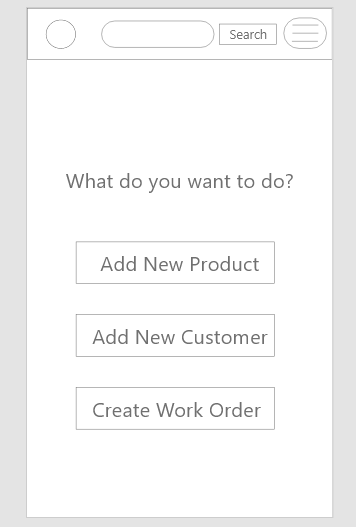 Search
What do you want to do?
Add New Product
Add New Customer
Create Work Order